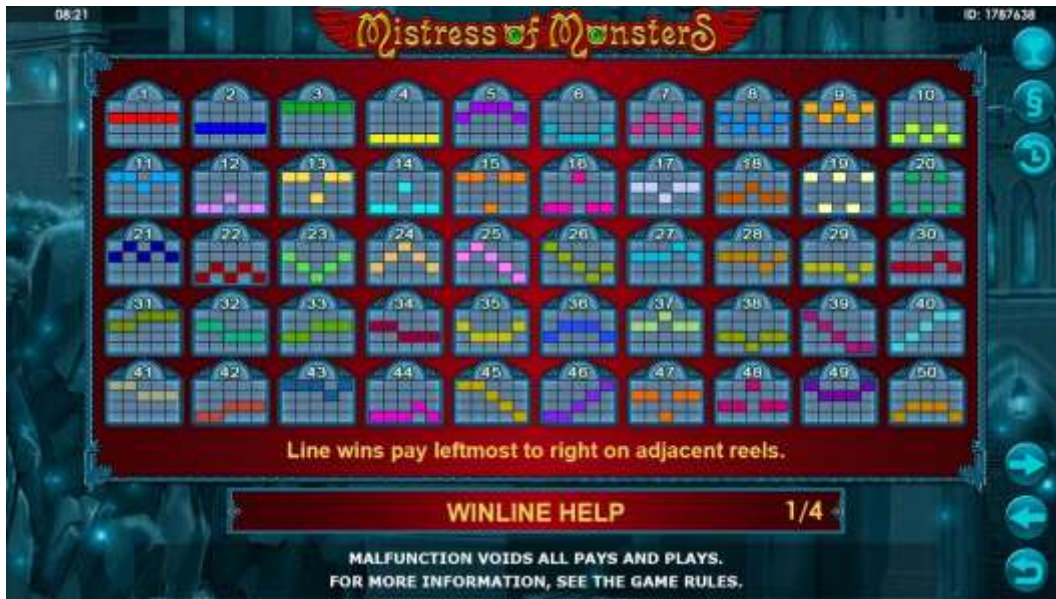 08:21
Mistress of Monsters
ID: 1787638
1 2 3 4 5 6 7 8 9 10
11 12 13 14 15 16 17 18 19 20
21 22 23 24 25 26 27 28 29 30
31 32 33 34 35 36 37 38 39 40
41 42 43 44 45 46 47 48 49 50
Line wins pay leftmost to right on adjacent reels.
WINLINE HELP 1/4
MALFUNCTION VOIDS ALL PAYS AND PLAYS.
FOR MORE INFORMATION, SEE THE GAME RULES.
§